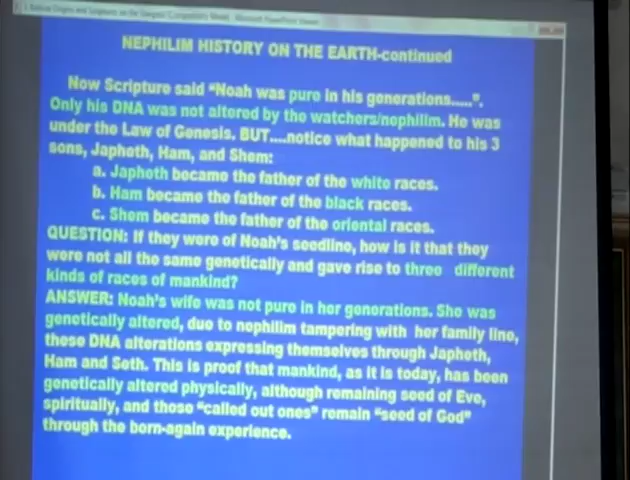 NEPHILIM HISTORY ON THE EARTH-continued
Now Scripture said “Noah was pure in his generations.....”.
Only his DNA was not altered by the watchers/nephilim. He was
under the Law of Genesis. BUT....notice what happened to his 3
sons, Japheth, Ham, and Shem:
a. Japheth became the father of the white races.
b. Ham became the father of the black races.
c. Shem became the father of the oriental races.
QUESTION: If they were of Noah's seedline, how is it that they
were not all the same genetically and gave rise to three different
kinds of races of mankind?
ANSWER: Noah's wife was not pure in her generations. She was
genetically altered, due to nephilim tampering with her family line,
these DNA alterations expressing themselves through Japheth,
Ham and Seth. This is proof that mankind, as it is today, has been
genetically altered physically, although remaining seed of Eve,
spiritually, and those “called out ones” remain “seed of God”
through the born-again experience.